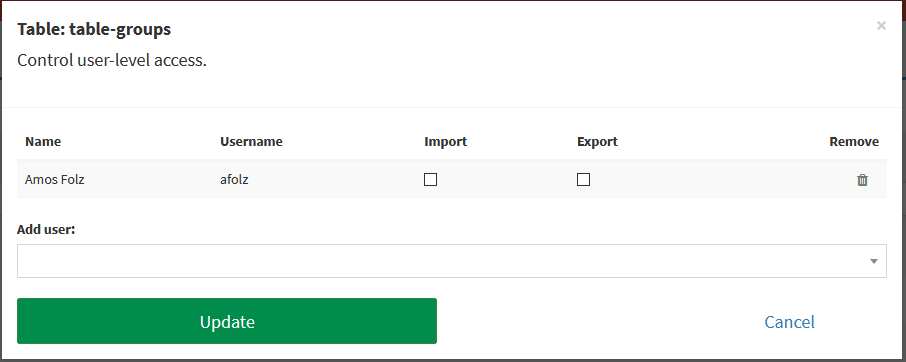 Table: table-groups
×
Control user-level access.
Name Username Import Export Remove
Amos Folz afolz
Add user:
Update Cancel